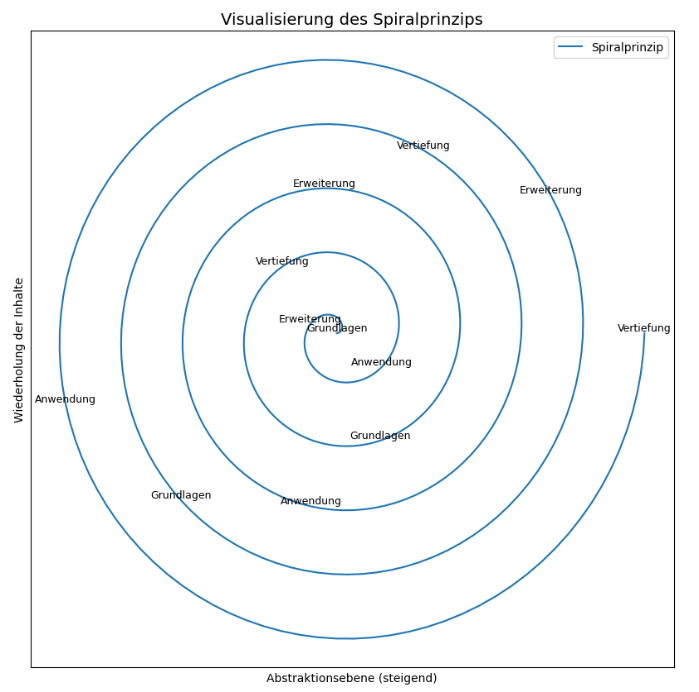 Visualisierung des Spiralprinzips
Spiralprinzip
Vertiefung
Erweiterung
Erweiterung
Vertiefung
Erweiterung
Grundlagen
Vertiefung
Anwendung
Anwendung
Grundlagen
Grundlagen
Anwendung
Wiederholung der Inhalte
Abstraktionsebene (steigend)